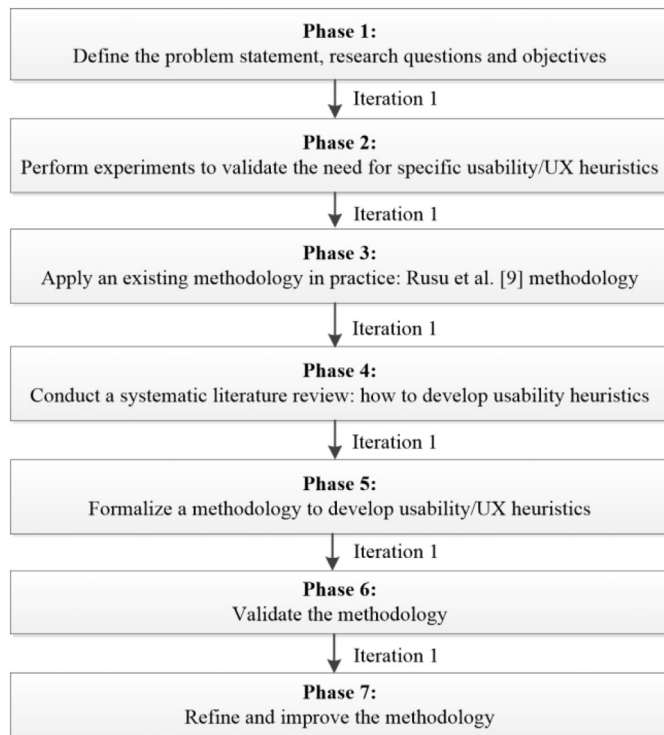 Phase 1:
Define the problem statement, research questions and objectives
Iteration 1
Phase 2:
Perform experiments to validate the need for specific usability/UX heuristics
Iteration 1
Phase 3:
Apply an existing methodology in practice: Rusu et al. [9] methodology
Iteration 1
Phase 4:
Conduct a systematic literature review: how to develop usability heuristics
Iteration 1
Phase 5:
Formalize a methodology to develop usability/UX heuristics
Iteration 1
Phase 6:
Validate the methodology
Iteration 1
Phase 7:
Refine and improve the methodology